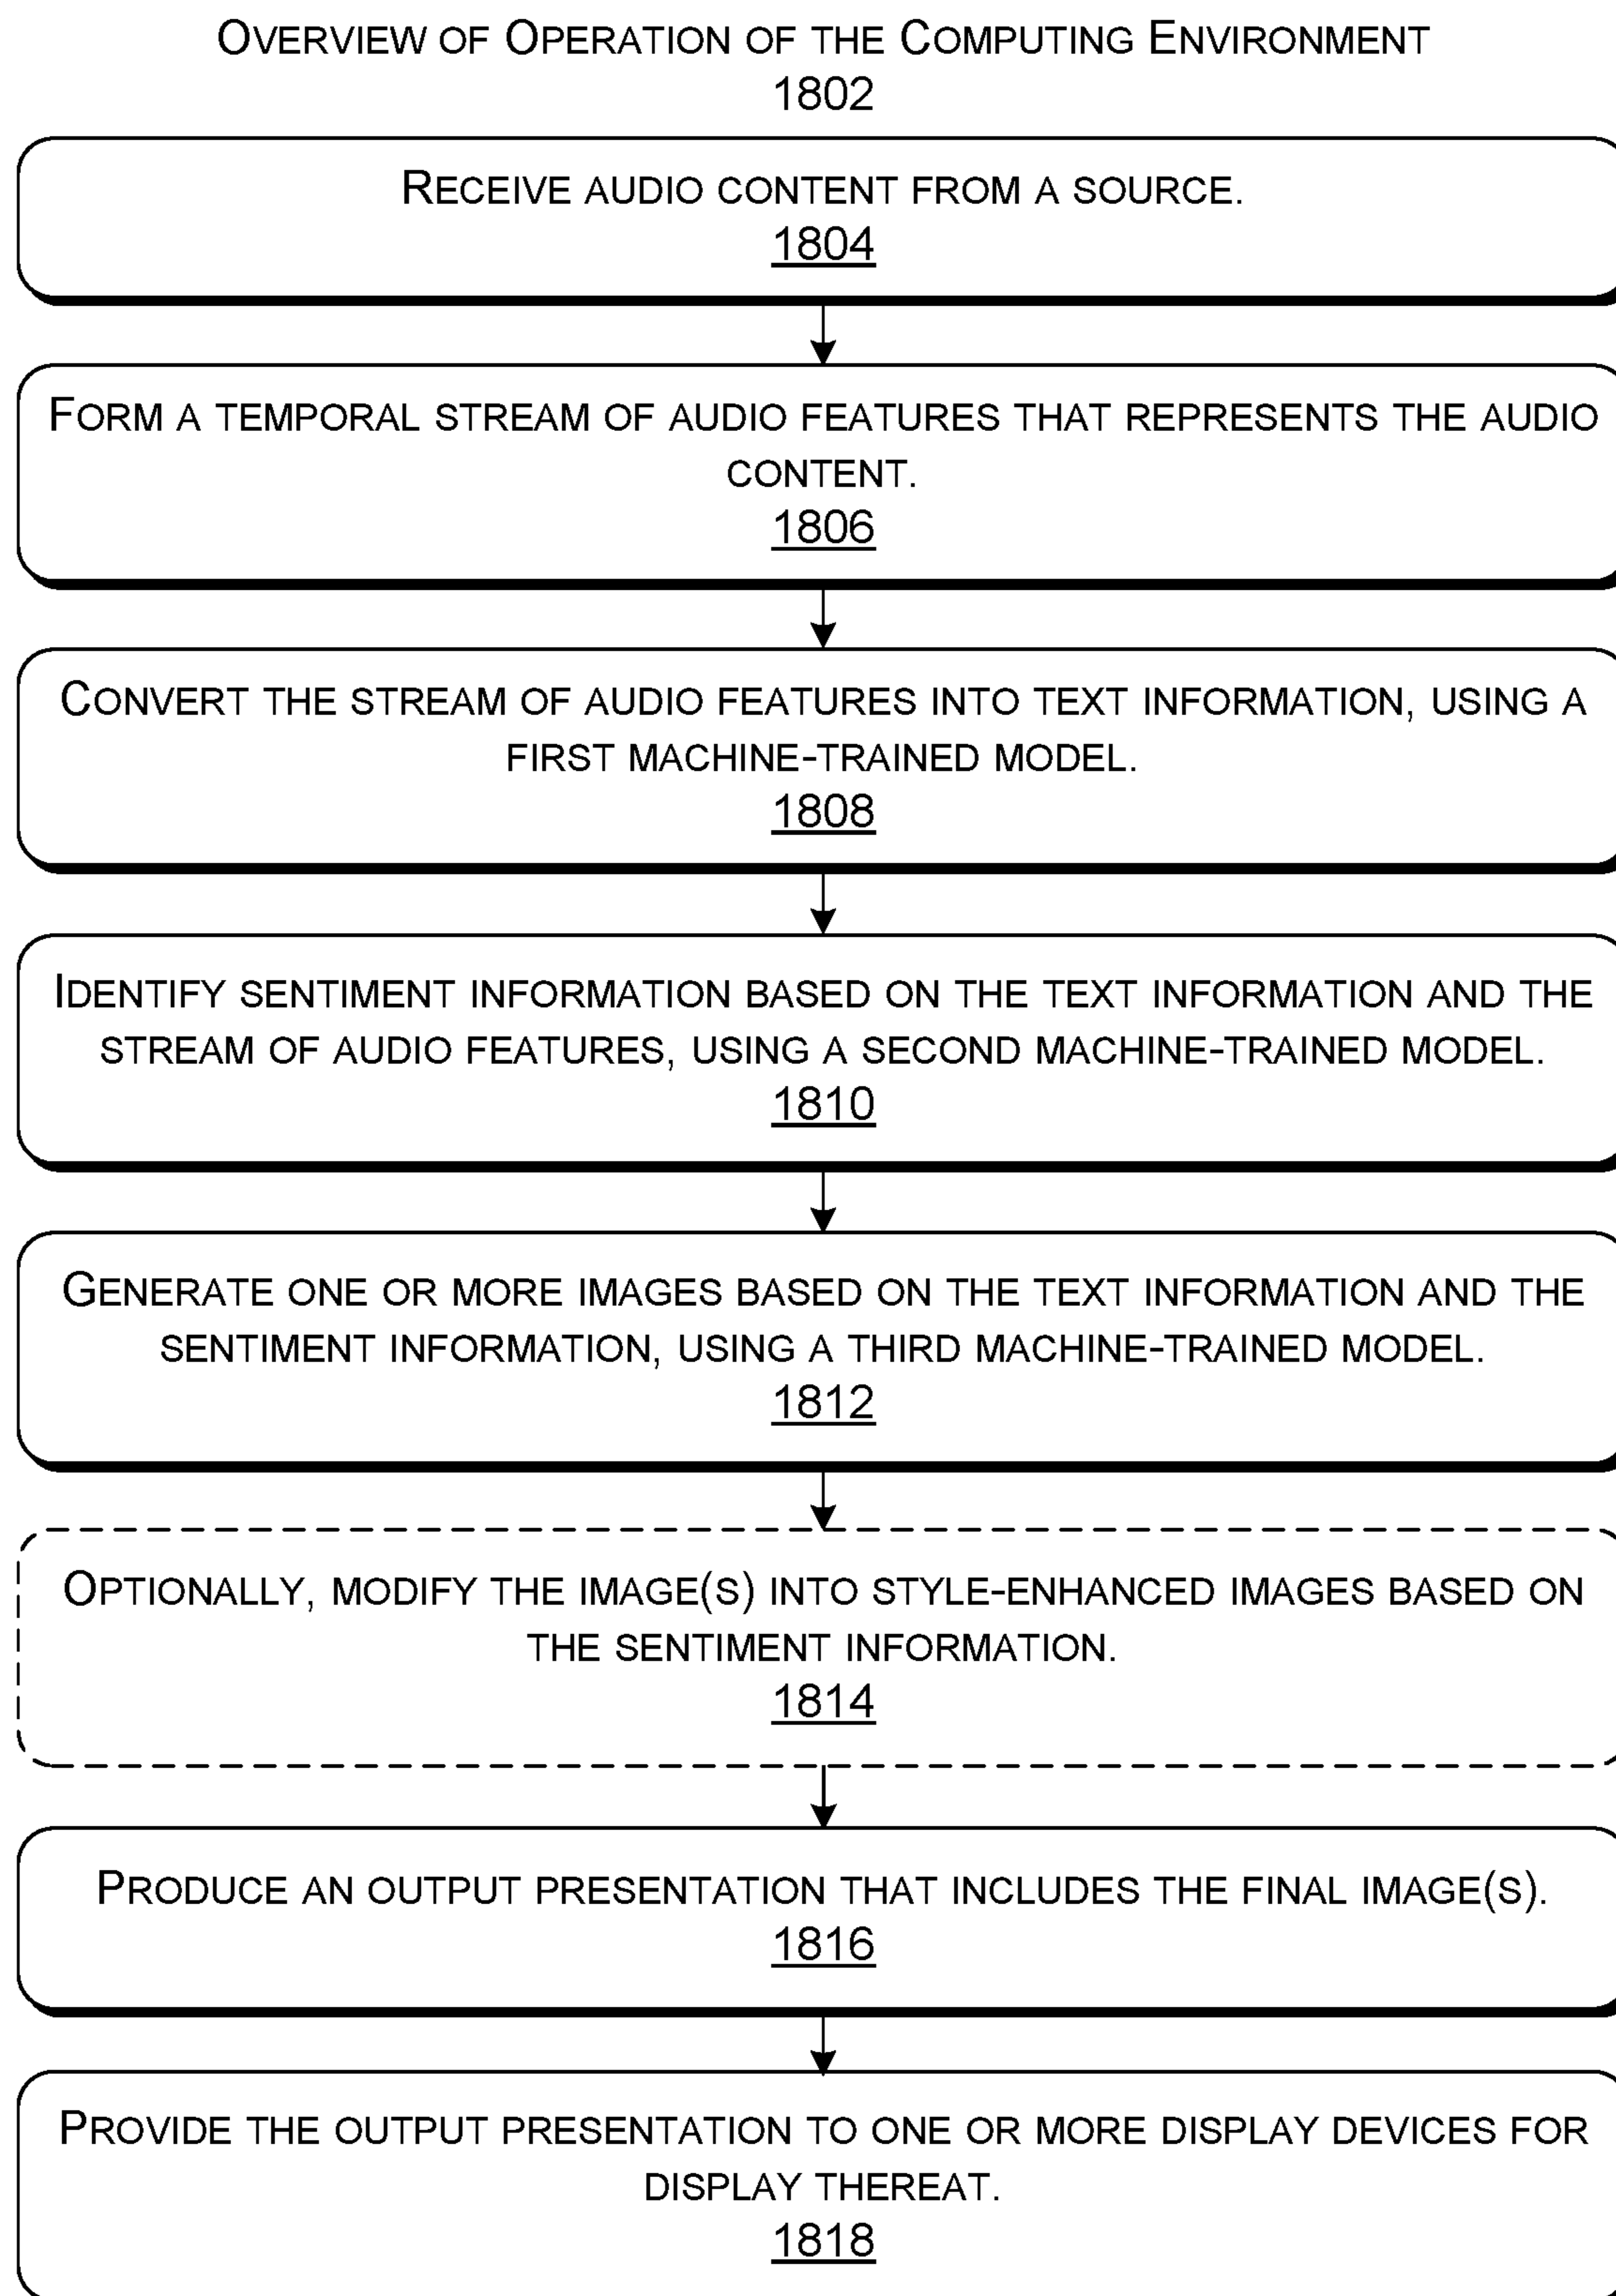 Overview of Operation of the Computing Environment
1802
Receive audio content from a source.
1804
Form a temporal stream of audio features that represents the audio
content.
1806
Convert the stream of audio features into text information, using a
first machine-trained model.
1808
Identify sentiment information based on the text information and the
stream of audio features, using a second machine-trained model.
1810
Generate one or more images based on the text information and the
sentiment information, using a third machine-trained model.
1812
Optionally, modify the image(s) into style-enhanced images based on
the sentiment information.
1814
Produce an output presentation that includes the final image(s).
1816
Provide the output presentation to one or more display devices for
display thereat.
1818